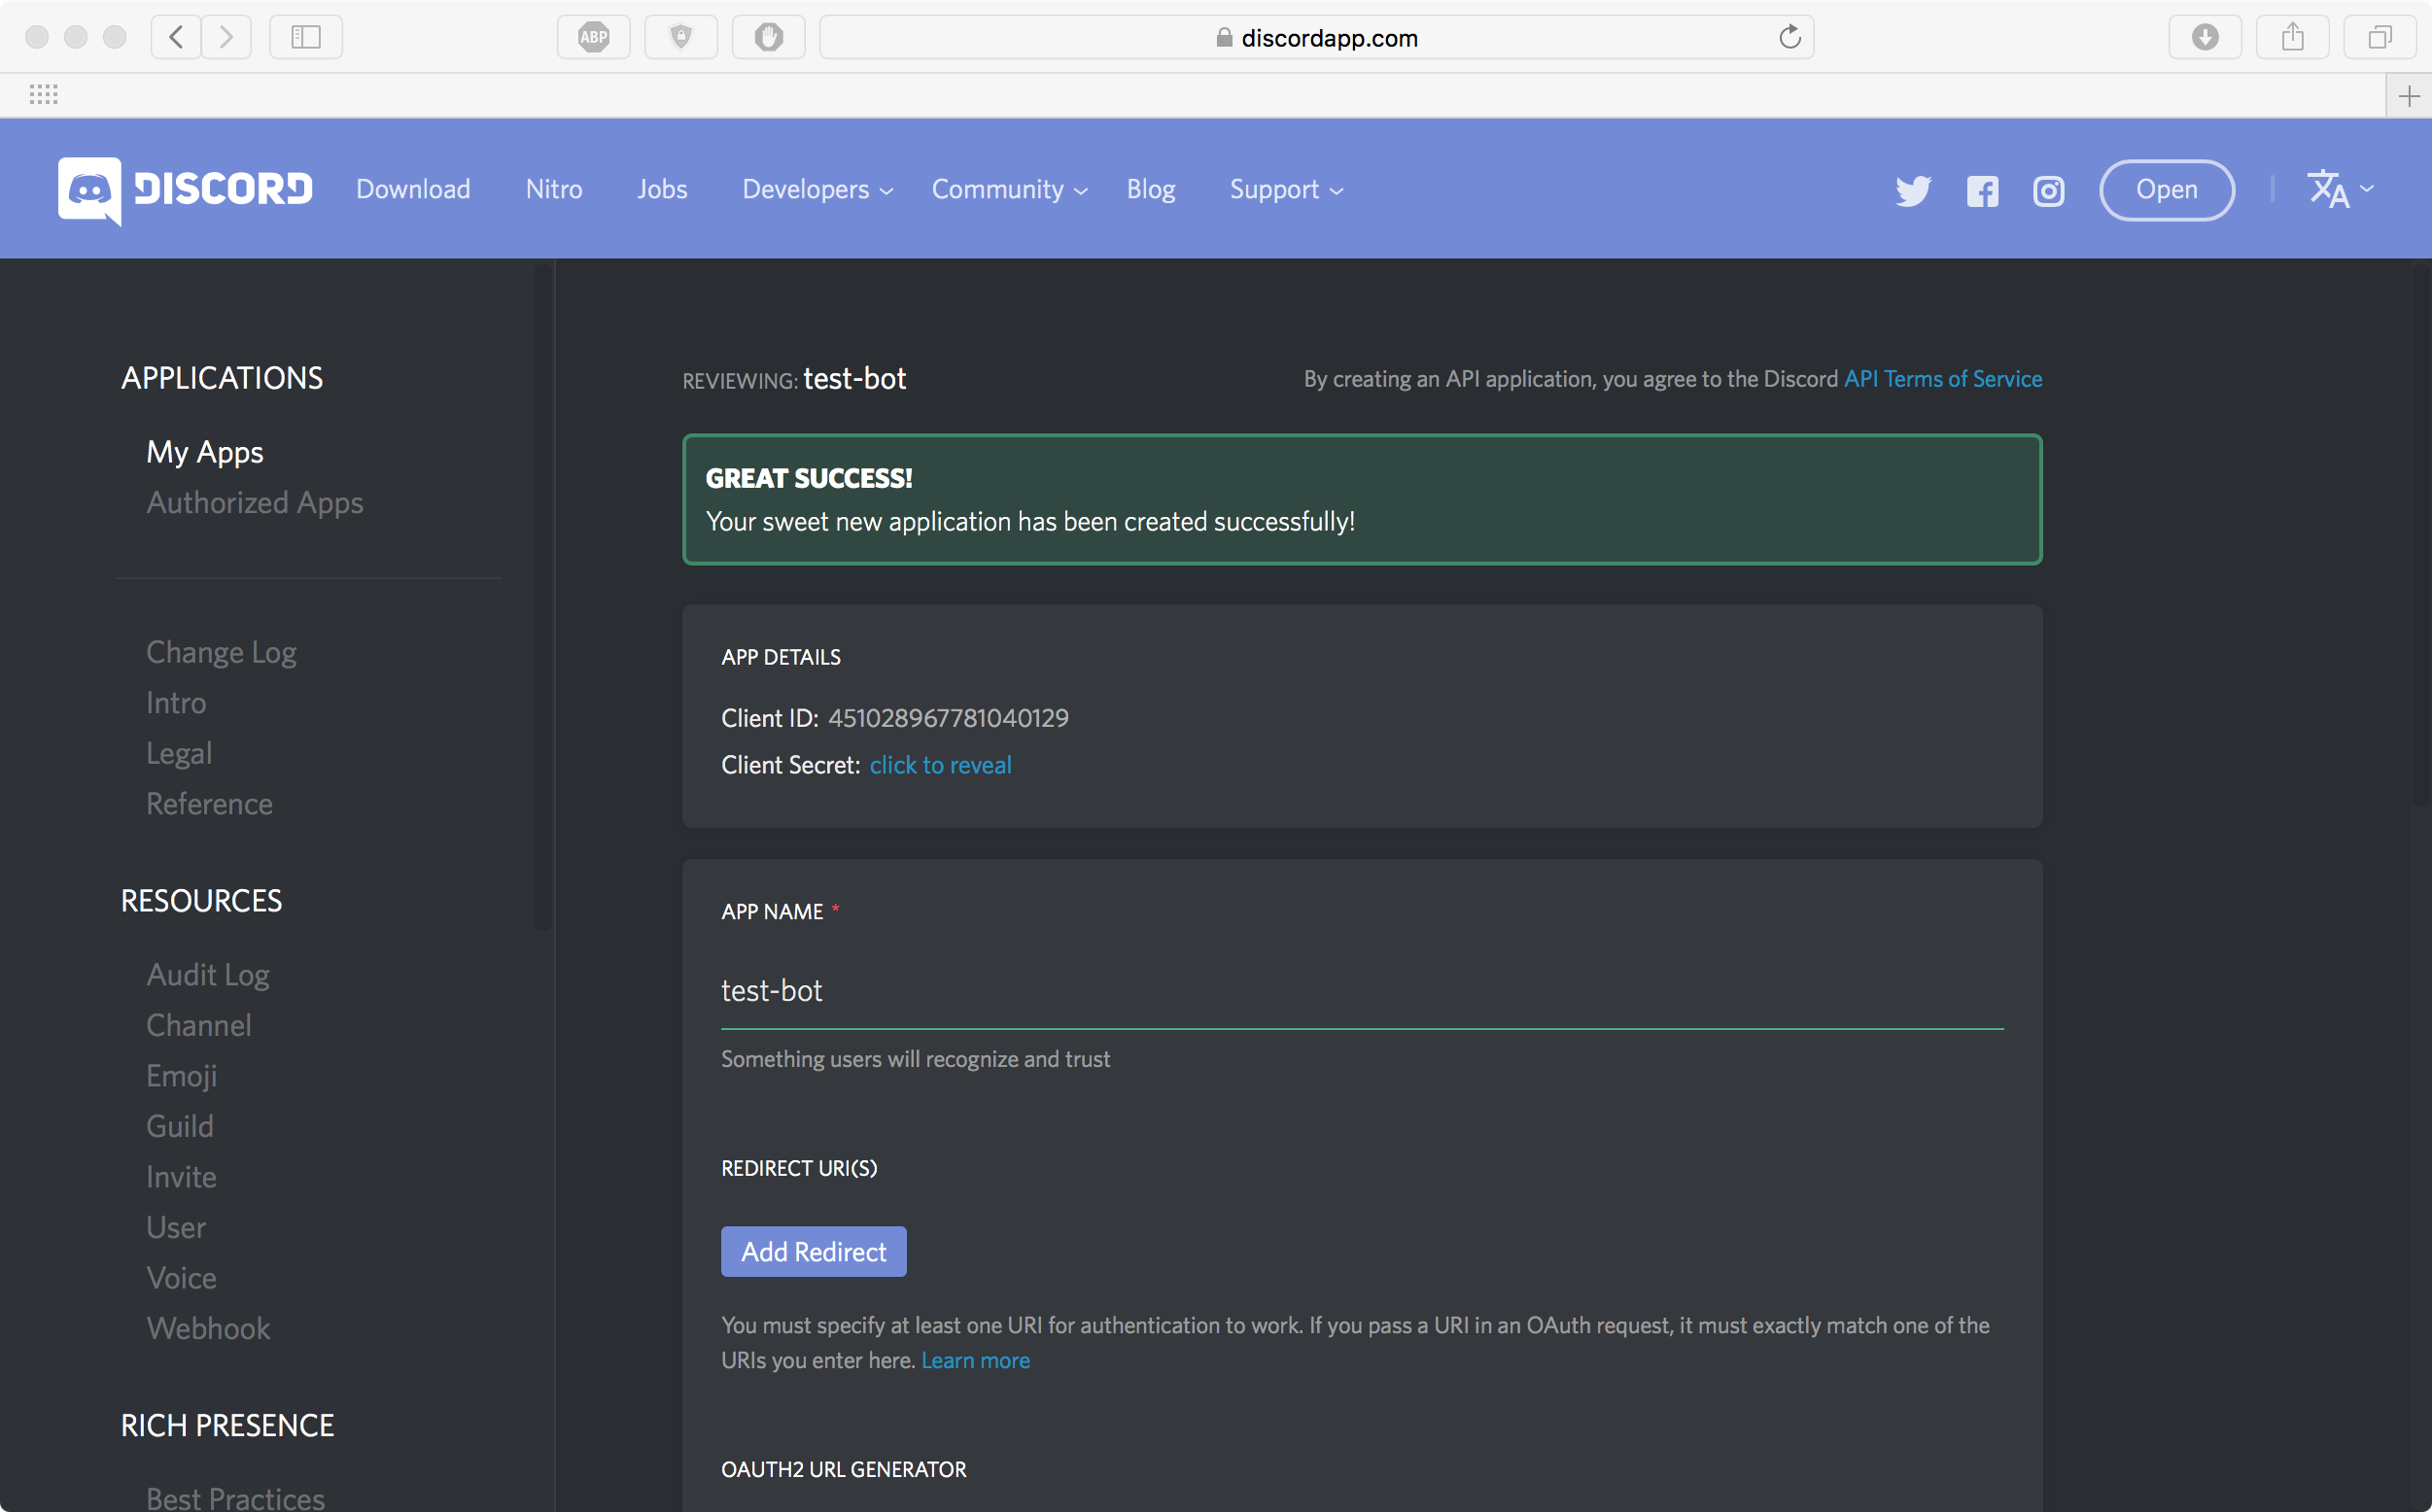 ABP
discordapp.com
DISCORD Download Nitro Jobs Developers Community Blog Support Open
APPLICATIONS
My Apps
Authorized Apps
Change Log
Intro
Legal
Reference
RESOURCES
Audit Log
Channel
Emoji
Guild
Invite
User
Voice
Webhook
RICH PRESENCE
Best Practices
REVIEWING: test-bot
By creating an API application, you agree to the Discord API Terms of Service
GREAT SUCCESS!
Your sweet new application has been created successfully!
APP DETAILS
Client ID: 451028967781040129
Client Secret: click to reveal
APP NAME *
test-bot
Something users will recognize and trust
REDIRECT URI(S)
Add Redirect
You must specify at least one URI for authentication to work. If you pass a URI in an OAuth request, it must exactly match one of the
URIs you enter here. Learn more
OAUTH2 URL GENERATOR